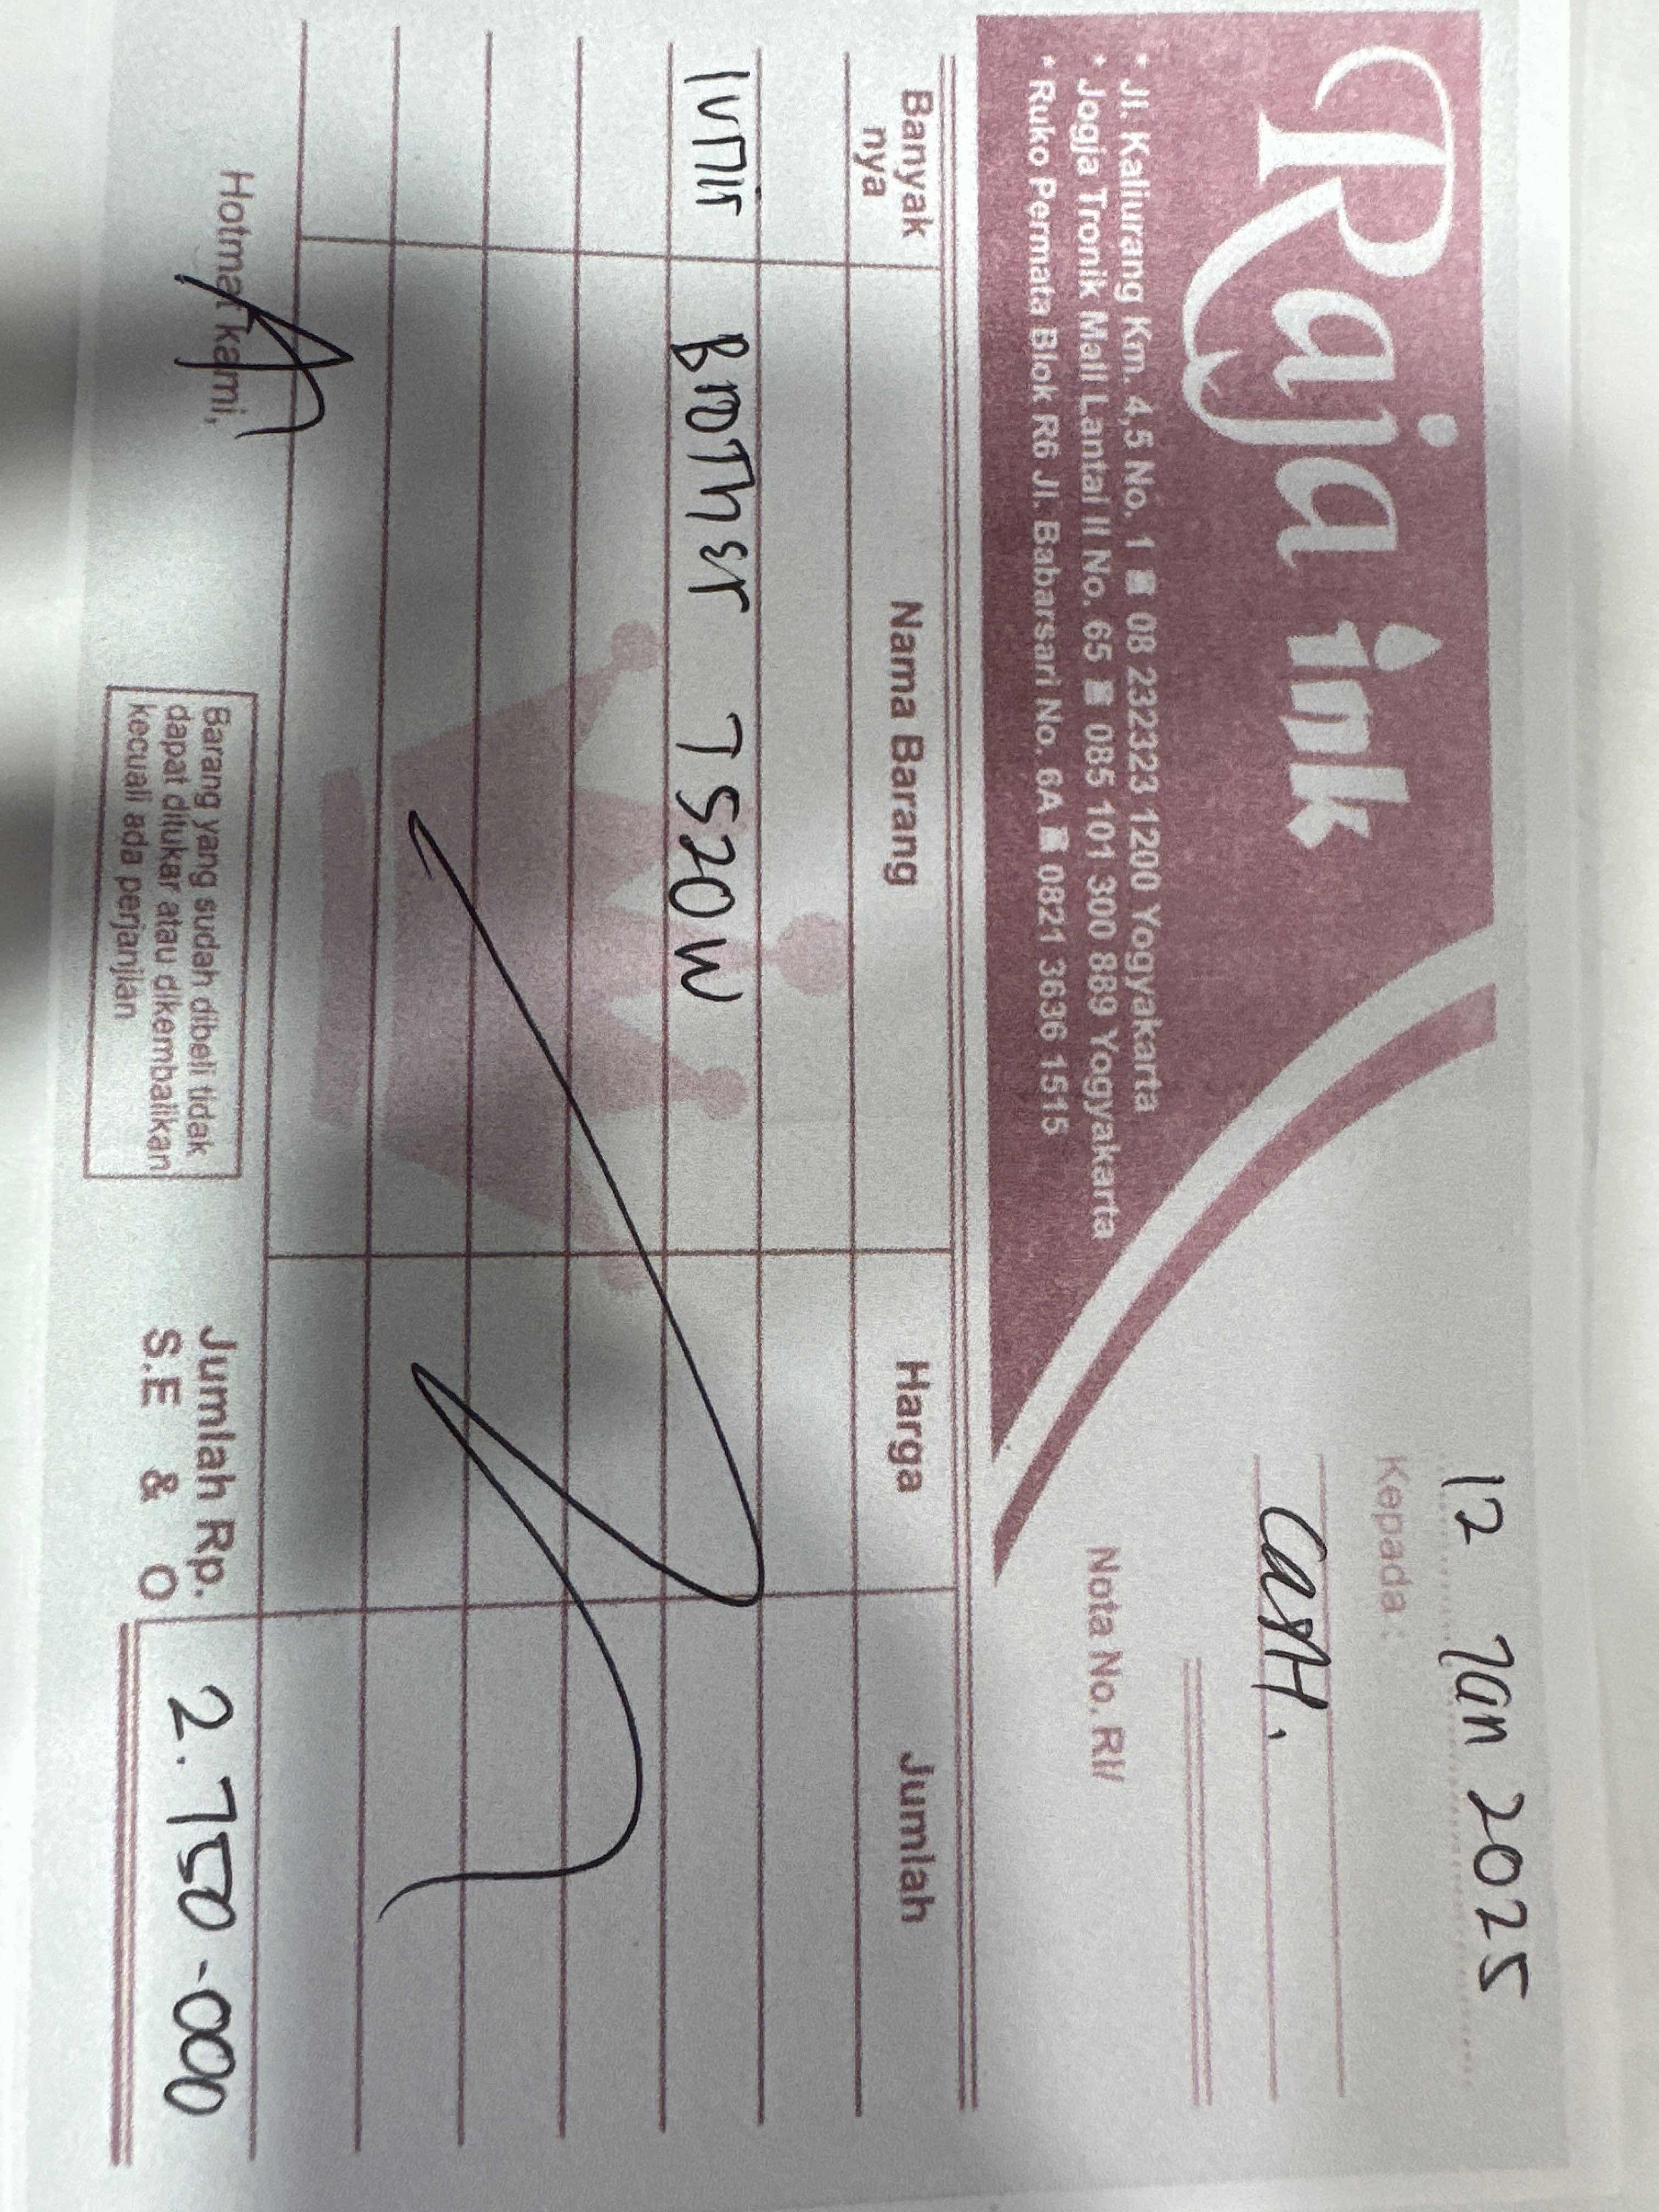 Raja ink
* Jl. Kaliurang Km. 4,5 No. 1 08 232323 1200 Yogyakarta
* Jogja Tronik Mall Lantai II No. 65 085 101 300 889 Yogyakarta
* Ruko Permata Blok R6 Jl. Babarsari No. 6A 0821 3636 1515
12 Jan 2025
Kepada :
CasH.
Nota No. RI/
Banyak nya Nama Barang Harga Jumlah
1 unit Brother T520W
Hotmat kami,
Barang yang sudah dibeli tidak
dapat ditukar atau dikembalikan
kecuali ada perjanjian
Jumlah Rp. 2.750-000
S.E & O